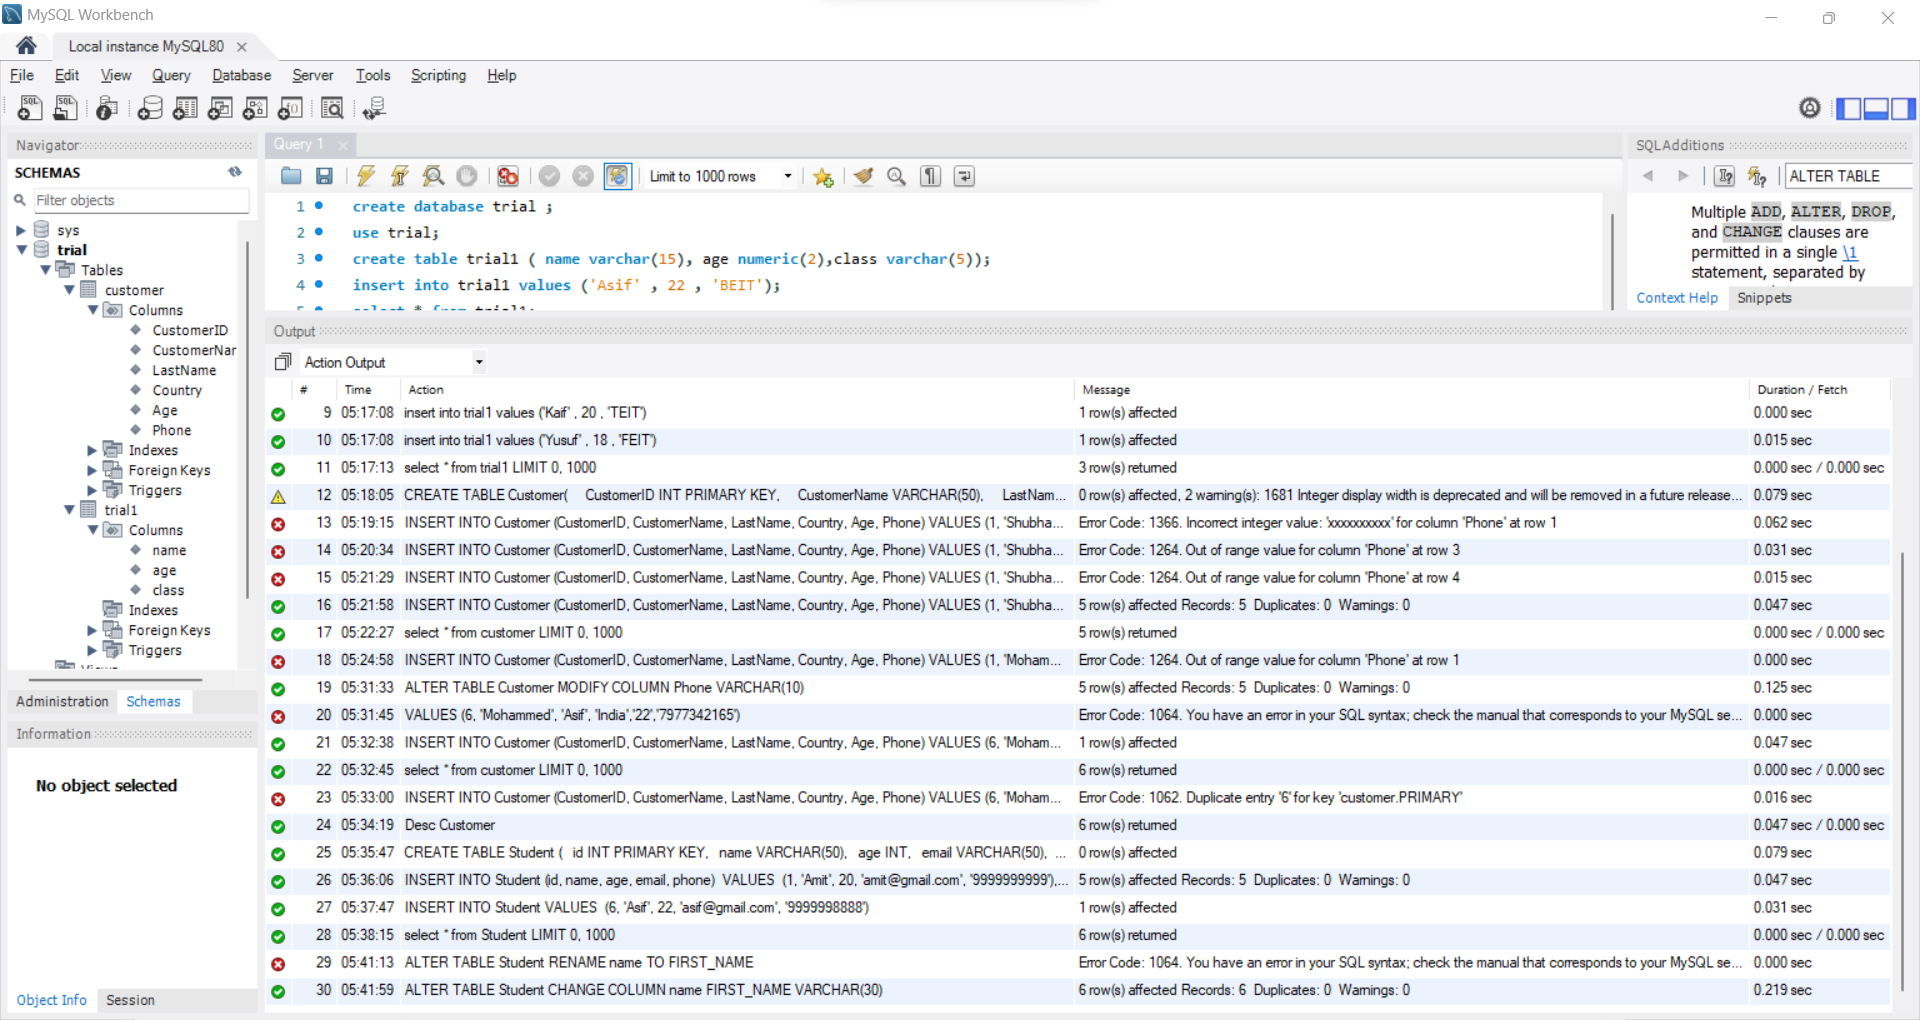 MySQL Workbench
Local instance MySQL80
File Edit View Query Database Server Tools Scripting Help
Navigator
SCHEMAS
Filter objects
sys
trial
Tables
customer
Columns
CustomerID
CustomerNar
LastName
Country
Age
Phone
Indexes
Foreign Keys
Triggers
trial1
Columns
name
age
class
Indexes
Foreign Keys
Triggers
Views
Administration Schemas
Information
No object selected
Object Info Session
Query 1
Limit to 1000 rows
1 create database trial ;
2 use trial;
3 create table trial1 ( name varchar(15), age numeric(2),class varchar(5));
4 insert into trial1 values ('Asif' , 22 , 'BEIT');
5 select * from trial1;
SQLAdditions
ALTER TABLE
Multiple ADD, ALTER, DROP,
and CHANGE clauses are
permitted in a single \1
statement, separated by
Context Help Snippets
Output
Action Output
# Time Action Message Duration / Fetch
9 05:17:08 insert into trial1 values ('Kaif' , 20 , 'TEIT') 1 row(s) affected 0.000 sec
10 05:17:08 insert into trial1 values ('Yusuf' , 18 , 'FEIT') 1 row(s) affected 0.015 sec
11 05:17:13 select * from trial1 LIMIT 0, 1000 3 row(s) returned 0.000 sec / 0.000 sec
12 05:18:05 CREATE TABLE Customer( CustomerID INT PRIMARY KEY, CustomerName VARCHAR(50), LastNam... 0 row(s) affected, 2 warning(s): 1681 Integer display width is deprecated and will be removed in a future release... 0.079 sec
13 05:19:15 INSERT INTO Customer (CustomerID, CustomerName, LastName, Country, Age, Phone) VALUES (1, 'Shubha... Error Code: 1366. Incorrect integer value: 'xxxxxxxxxx' for column 'Phone' at row 1 0.062 sec
14 05:20:34 INSERT INTO Customer (CustomerID, CustomerName, LastName, Country, Age, Phone) VALUES (1, 'Shubha... Error Code: 1264. Out of range value for column 'Phone' at row 3 0.031 sec
15 05:21:29 INSERT INTO Customer (CustomerID, CustomerName, LastName, Country, Age, Phone) VALUES (1, 'Shubha... Error Code: 1264. Out of range value for column 'Phone' at row 4 0.015 sec
16 05:21:58 INSERT INTO Customer (CustomerID, CustomerName, LastName, Country, Age, Phone) VALUES (1, 'Shubha... 5 row(s) affected Records: 5 Duplicates: 0 Warnings: 0 0.047 sec
17 05:22:27 select * from customer LIMIT 0, 1000 5 row(s) returned 0.000 sec / 0.000 sec
18 05:24:58 INSERT INTO Customer (CustomerID, CustomerName, LastName, Country, Age, Phone) VALUES (1, 'Moham... Error Code: 1264. Out of range value for column 'Phone' at row 1 0.000 sec
19 05:31:33 ALTER TABLE Customer MODIFY COLUMN Phone VARCHAR(10) 5 row(s) affected Records: 5 Duplicates: 0 Warnings: 0 0.125 sec
20 05:31:45 VALUES (6, 'Mohammed', 'Asif', 'India','22','7977342165') Error Code: 1064. You have an error in your SQL syntax; check the manual that corresponds to your MySQL se... 0.000 sec
21 05:32:38 INSERT INTO Customer (CustomerID, CustomerName, LastName, Country, Age, Phone) VALUES (6, 'Moham... 1 row(s) affected 0.047 sec
22 05:32:45 select * from customer LIMIT 0, 1000 6 row(s) returned 0.000 sec / 0.000 sec
23 05:33:00 INSERT INTO Customer (CustomerID, CustomerName, LastName, Country, Age, Phone) VALUES (6, 'Moham... Error Code: 1062. Duplicate entry '6' for key 'customer.PRIMARY' 0.016 sec
24 05:34:19 Desc Customer 6 row(s) returned 0.047 sec / 0.000 sec
25 05:35:47 CREATE TABLE Student ( id INT PRIMARY KEY, name VARCHAR(50), age INT, email VARCHAR(50), ... 0 row(s) affected 0.079 sec
26 05:36:06 INSERT INTO Student (id, name, age, email, phone) VALUES (1, 'Amit', 20, 'amit@gmail.com', '9999999999'),... 5 row(s) affected Records: 5 Duplicates: 0 Warnings: 0 0.047 sec
27 05:37:47 INSERT INTO Student VALUES (6, 'Asif', 22, 'asif@gmail.com', '9999998888') 1 row(s) affected 0.031 sec
28 05:38:15 select * from Student LIMIT 0, 1000 6 row(s) returned 0.000 sec / 0.000 sec
29 05:41:13 ALTER TABLE Student RENAME name TO FIRST_NAME Error Code: 1064. You have an error in your SQL syntax; check the manual that corresponds to your MySQL se... 0.000 sec
30 05:41:59 ALTER TABLE Student CHANGE COLUMN name FIRST_NAME VARCHAR(30) 6 row(s) affected Records: 6 Duplicates: 0 Warnings: 0 0.219 sec